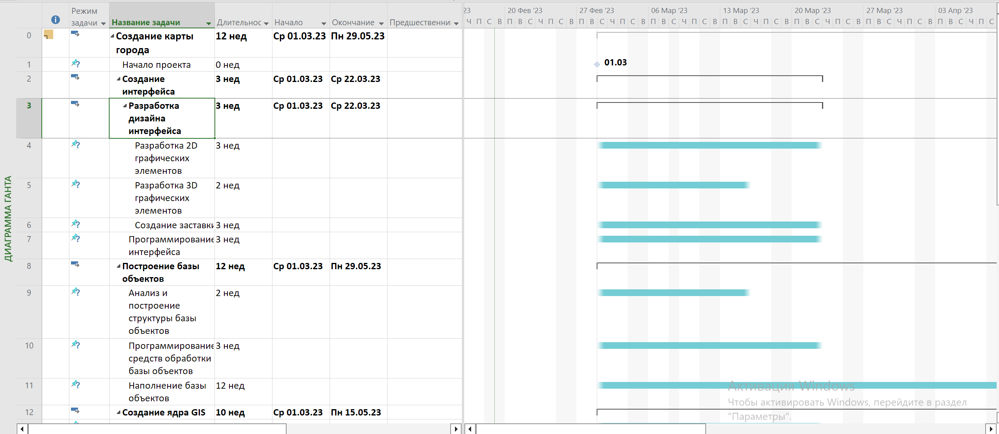 Режим задачи
Название задачи
Длительнос
Начало
Окончание
Предшественни
23
20 Фев '23
27 Фев '23
06 Мар '23
13 Мар '23
20 Мар '23
27 Мар '23
03 Апр '23
Ч П С В П В С Ч П С В П В С Ч П С В П В С Ч П С В П В С Ч П С В П В С Ч П С В П В С Ч П С В П В С Ч П С
0 Создание карты города 12 нед Ср 01.03.23 Пн 29.05.23
1 Начало проекта 0 нед
01.03
2 Создание интерфейса 3 нед Ср 01.03.23 Ср 22.03.23
3 Разработка дизайна интерфейса 3 нед Ср 01.03.23 Ср 22.03.23
4 Разработка 2D графических элементов 3 нед
5 Разработка 3D графических элементов 2 нед
6 Создание заставки 3 нед
7 Программирование интерфейса 3 нед
8 Построение базы объектов 12 нед Ср 01.03.23 Пн 29.05.23
9 Анализ и построение структуры базы объектов 2 нед
10 Программирование средств обработки базы объектов 3 нед
11 Наполнение базы объектов 12 нед
12 Создание ядра GIS 10 нед Ср 01.03.23 Пн 15.05.23
ДИАГРАММА ГАНТА
Активация Windows
Чтобы активировать Windows, перейдите в раздел
"Параметры".